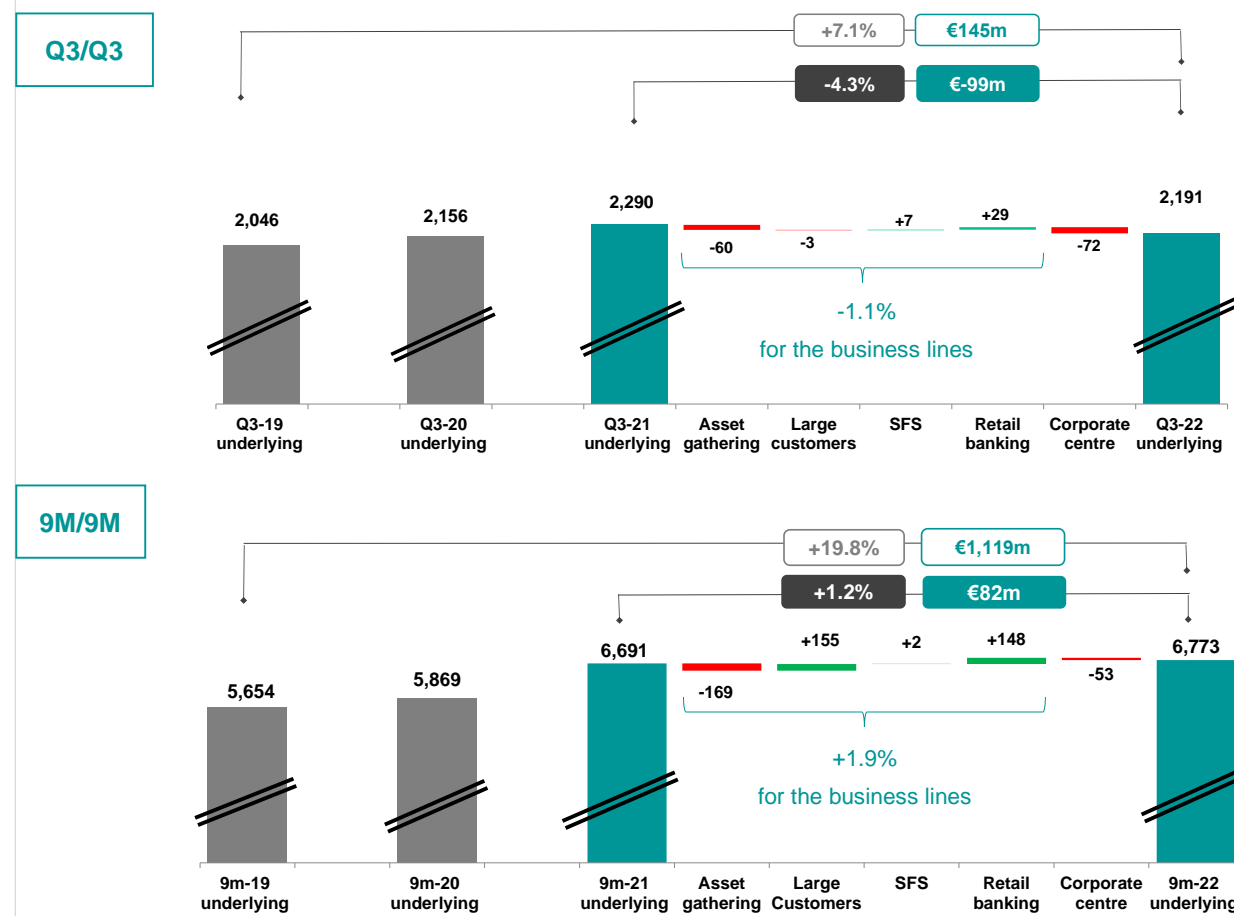 Q3/Q3
+7.1%
€145m
-4.3%
€-99m
2,046
2,156
2,290
-60
-3
+7
+29
-72
2,191
-1.1%
for the business lines
Q3-19
underlying
Q3-20
underlying
Q3-21
underlying
Asset
gathering
Large
customers
SFS
Retail
banking
Corporate
centre
Q3-22
underlying
9M/9M
+19.8%
€1,119m
+1.2%
€82m
5,654
5,869
6,691
-169
+155
+2
+148
-53
6,773
+1.9%
for the business lines
9m-19
underlying
9m-20
underlying
9m-21
underlying
Asset
gathering
Large
Customers
SFS
Retail
banking
Corporate
centre
9m-22
underlying